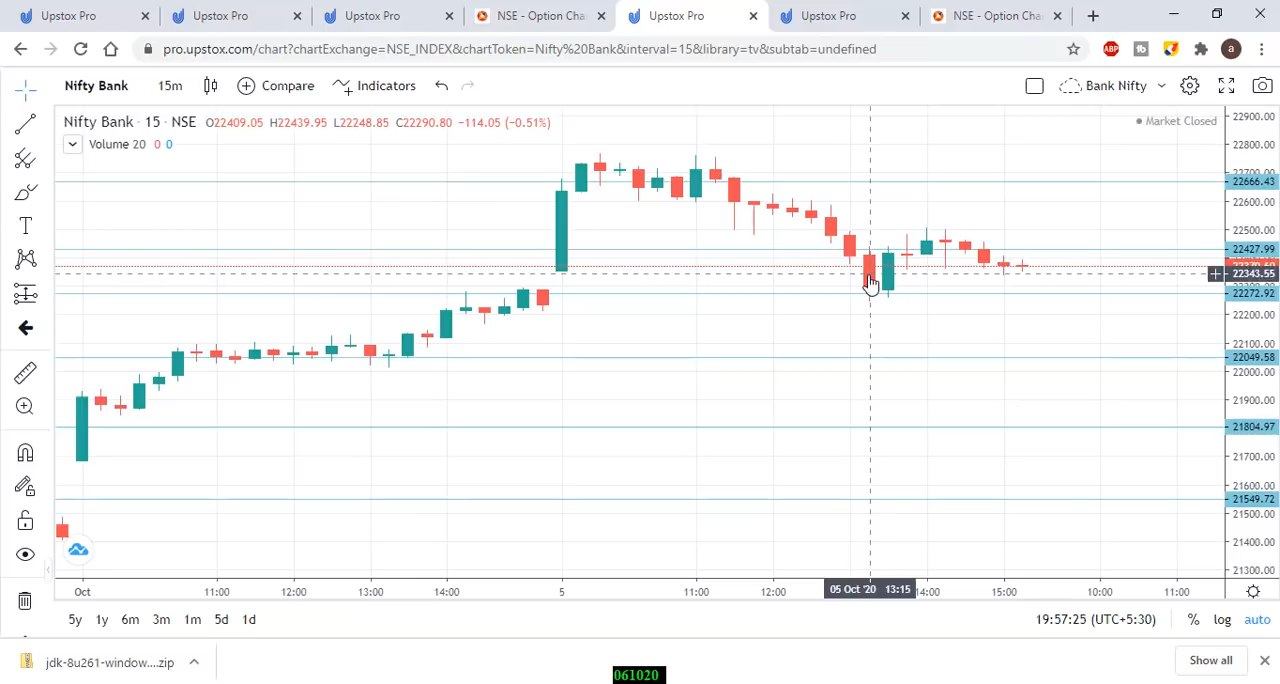 Upstox Pro Upstox Pro Upstox Pro NSE - Option Cha Upstox Pro Upstox Pro NSE - Option Cha
pro.upstox.com/chart?chartExchange=NSE_INDEX&chartToken=Nifty%20Bank&interval=15&library=tv&subtab=undefined
ABP tb a
Nifty Bank 15m Compare Indicators Bank Nifty
Nifty Bank · 15 · NSE O22409.05 H22439.95 L22248.85 C22290.80 -114.05 (-0.51%)
Market Closed
Volume 20 0 0
22900.00
22800.00
22666.43
22600.00
22500.00
22427.99
22343.55
22272.92
22200.00
22100.00
22049.58
22000.00
21900.00
21804.97
21700.00
21600.00
21549.72
21500.00
21400.00
21300.00
Oct 11:00 12:00 13:00 14:00 5 11:00 12:00 05 Oct '20 13:15 14:00 15:00 10:00 11:00
5y 1y 6m 3m 1m 5d 1d 19:57:25 (UTC+5:30) % log auto
jdk-8u261-window....zip Show all
061020